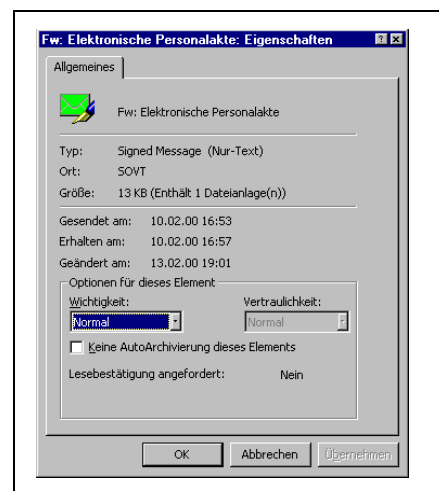 Fw: Elektronische Personalakte: Eigenschaften
Allgemeines
Fw: Elektronische Personalakte
Typ: Signed Message (Nur-Text)
Ort: SOVT
Größe: 13 KB (Enthält 1 Dateianlage(n))
Gesendet am: 10.02.00 16:53
Erhalten am: 10.02.00 16:57
Geändert am: 13.02.00 19:01
Optionen für dieses Element
Wichtigkeit: Vertraulichkeit:
Normal Normal
Keine AutoArchivierung dieses Elements
Lesebestätigung angefordert: Nein
OK Abbrechen Übernehmen